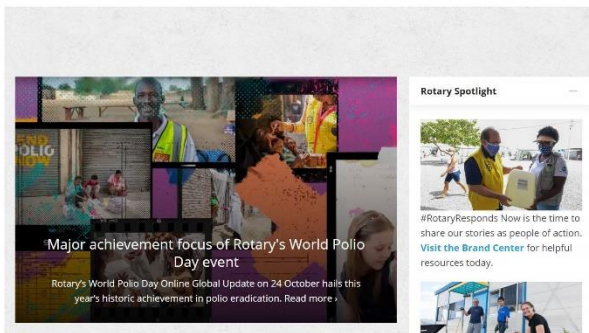 END
POLIO
NOW
Major achievement focus of Rotary's World Polio
Day event
Rotary's World Polio Day Online Global Update on 24 October hails this
year's historic achievement in polio eradication. Read more ›
Rotary Spotlight
#RotaryResponds Now is the time to
share our stories as people of action.
Visit the Brand Center for helpful
resources today.